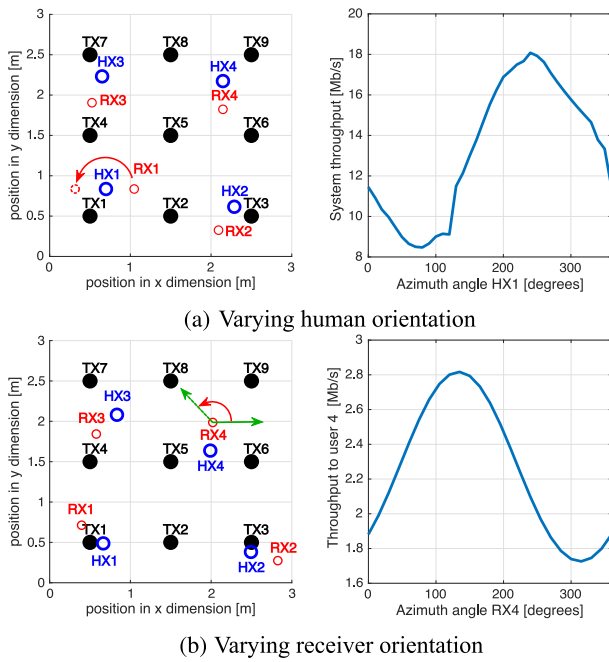 3
2.5
2
1.5
1
0.5
0
0
1
2
3
position in y dimension [m]
position in x dimension [m]
TX7
TX8
TX9
HX3
HX4
RX3
RX4
TX4
TX5
TX6
HX1
RX1
HX2
TX1
TX2
TX3
RX2
20
18
16
14
12
10
8
0
100
200
300
System throughput [Mb/s]
Azimuth angle HX1 [degrees]
(a) Varying human orientation
3
2.5
2
1.5
1
0.5
0
0
1
2
3
position in y dimension [m]
position in x dimension [m]
TX7
TX8
TX9
HX3
RX3
RX4
TX4
TX5
TX6
HX4
RX1
TX1
TX2
TX3
HX1
HX2
RX2
3
2.8
2.6
2.4
2.2
2
1.8
1.6
0
100
200
300
Throughput to user 4 [Mb/s]
Azimuth angle RX4 [degrees]
(b) Varying receiver orientation